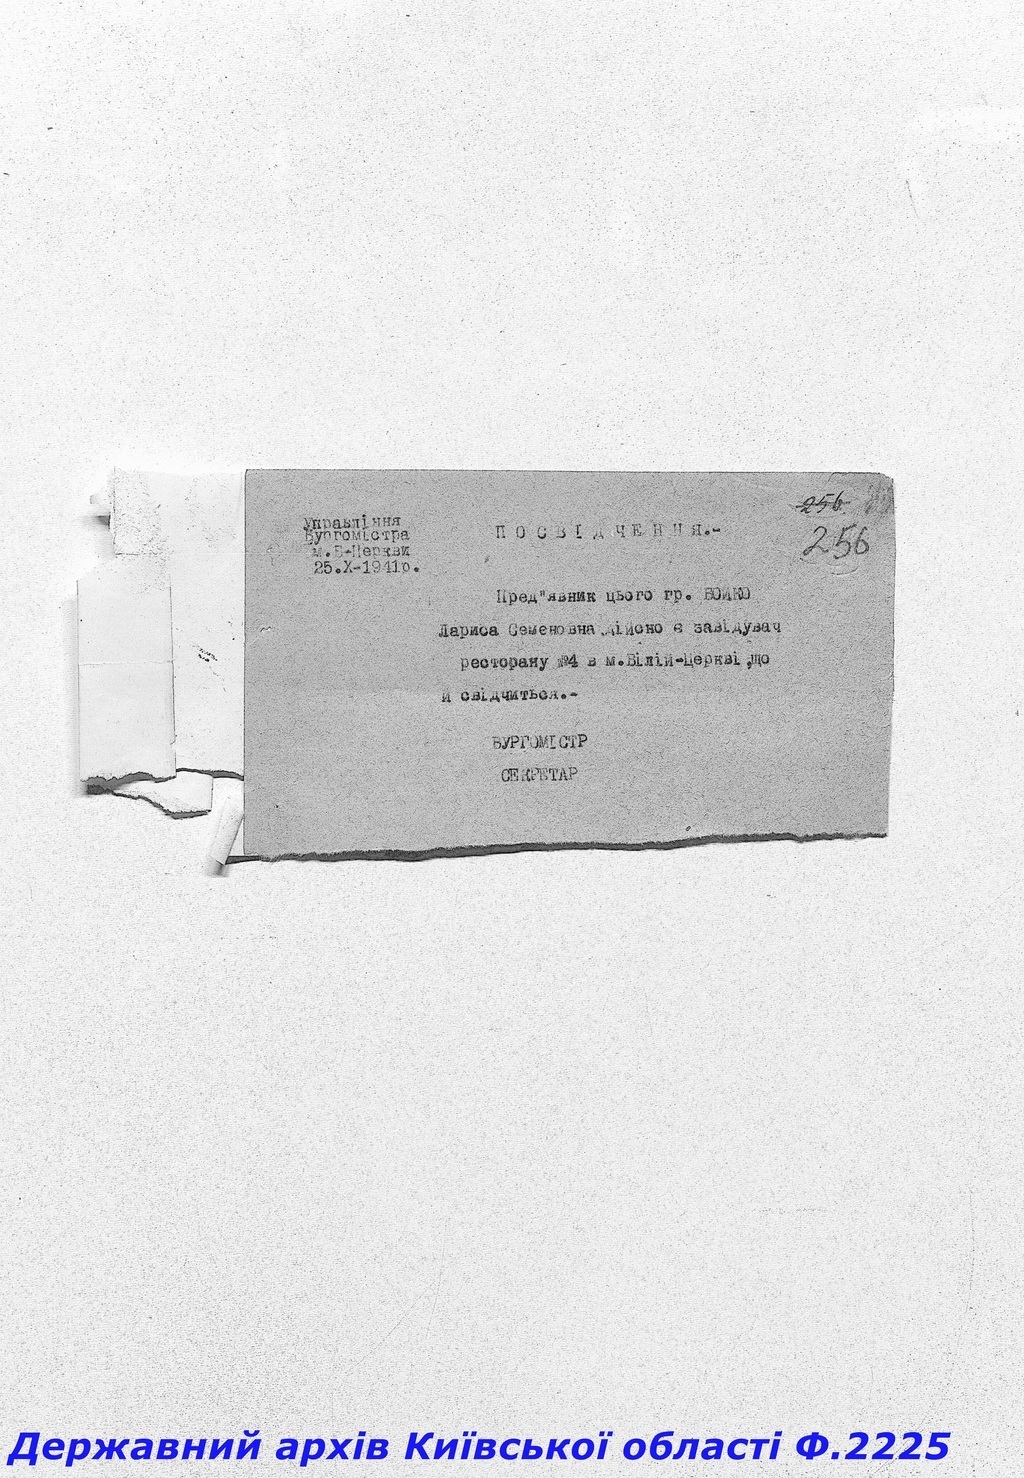 256
256
Управління
Бургомістра
м.Б-Церкви
25.X-1941р.
П О С В І Д Ч Е Н Н Я.-
Пред"явник цього гр. БОЙКО
Лариса Семеновна дійсно є завідувач
ресторану №4 в м.Білій-Церкві,що
й свідчиться.-
БУРГОМІСТР
СЕКРЕТАР
Державний архів Київської області Ф.2225